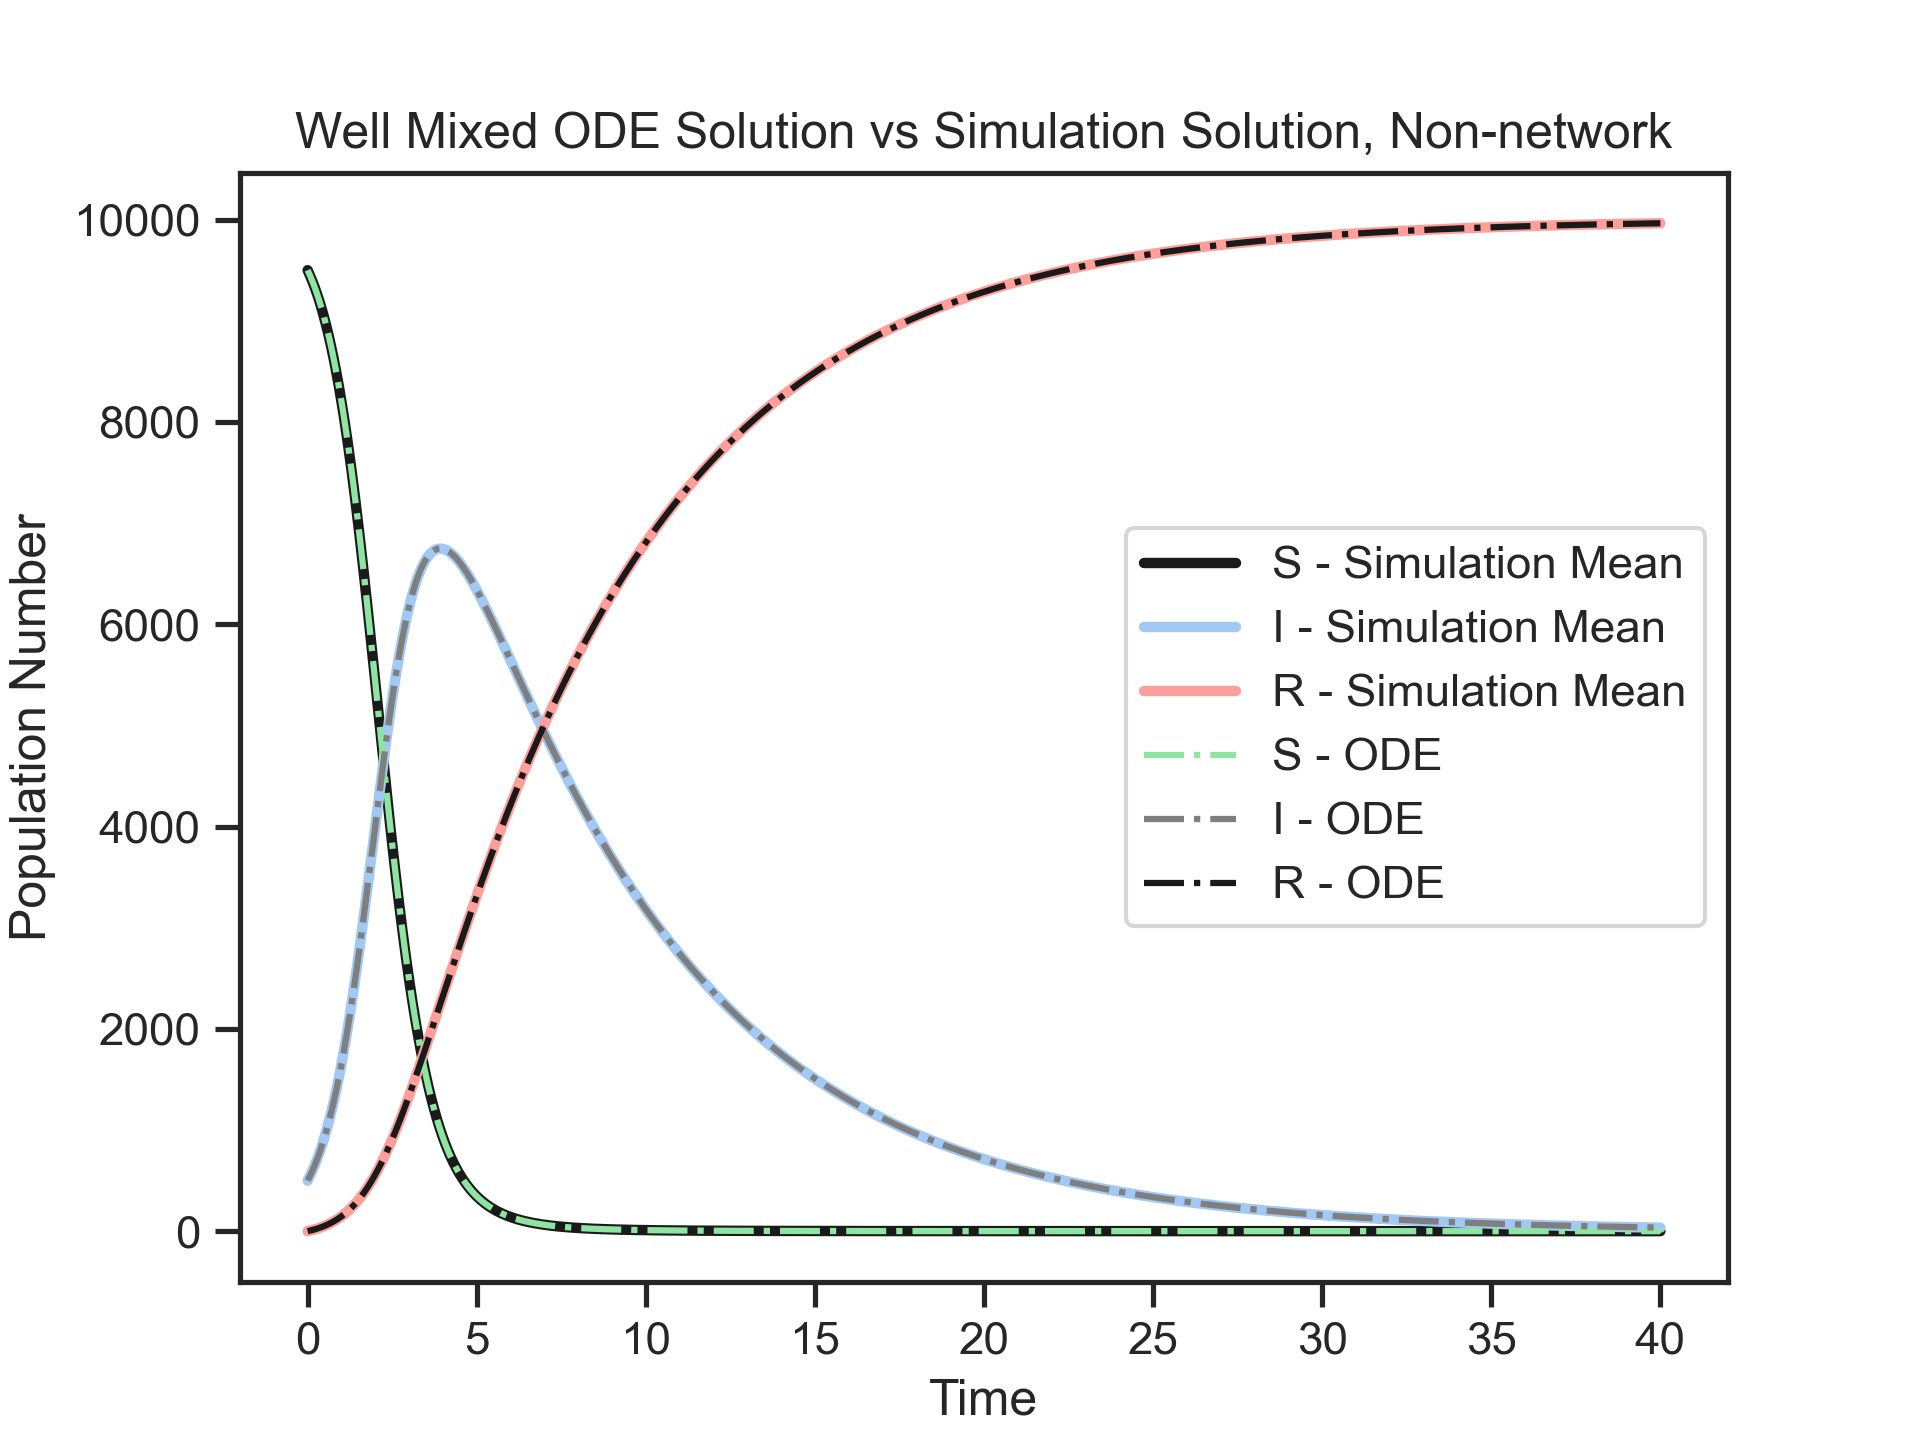 Well Mixed ODE Solution vs Simulation Solution, Non-network
Population Number
10000
8000
6000
4000
2000
0
S - Simulation Mean
I - Simulation Mean
R - Simulation Mean
S - ODE
I - ODE
R - ODE
0 5 10 15 20 25 30 35 40
Time